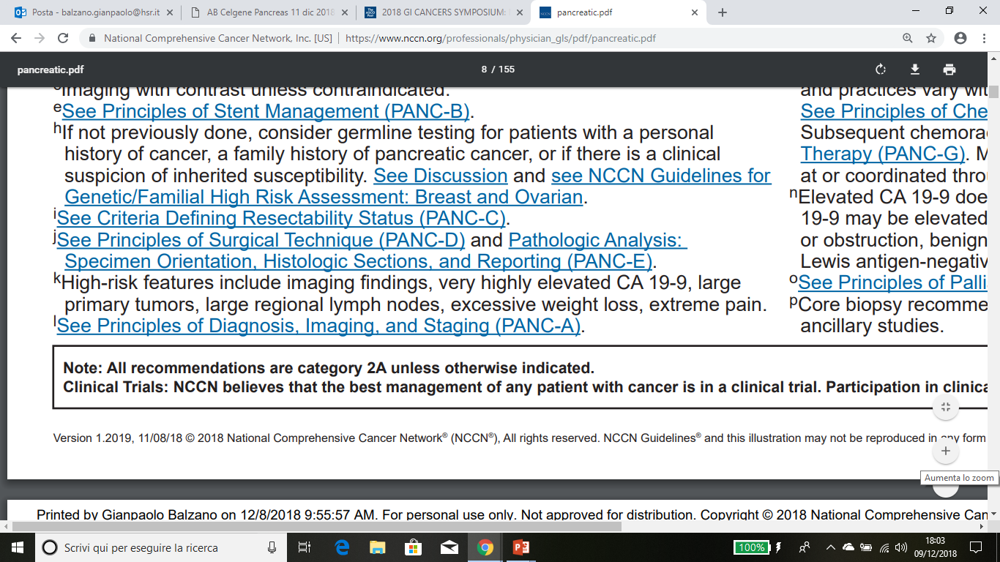 Posta - balzano.gianpaolo@hsr.it
AB Celgene Pancreas 11 dic 2018
2018 GI CANCERS SYMPOSIUM:
pancreatic.pdf
National Comprehensive Cancer Network, Inc. [US] | https://www.nccn.org/professionals/physician_gls/pdf/pancreatic.pdf
pancreatic.pdf
8 / 155
Imaging with contrast unless contraindicated.
eSee Principles of Stent Management (PANC-B).
hIf not previously done, consider germline testing for patients with a personal
history of cancer, a family history of pancreatic cancer, or if there is a clinical
suspicion of inherited susceptibility. See Discussion and see NCCN Guidelines for
Genetic/Familial High Risk Assessment: Breast and Ovarian.
iSee Criteria Defining Resectability Status (PANC-C).
jSee Principles of Surgical Technique (PANC-D) and Pathologic Analysis:
Specimen Orientation, Histologic Sections, and Reporting (PANC-E).
kHigh-risk features include imaging findings, very highly elevated CA 19-9, large
primary tumors, large regional lymph nodes, excessive weight loss, extreme pain.
lSee Principles of Diagnosis, Imaging, and Staging (PANC-A).
and practices vary wit
See Principles of Che
Subsequent chemora
Therapy (PANC-G). M
at or coordinated thro
nElevated CA 19-9 doe
19-9 may be elevated
or obstruction, benign
Lewis antigen-negativ
oSee Principles of Palli
pCore biopsy recomme
ancillary studies.
Note: All recommendations are category 2A unless otherwise indicated.
Clinical Trials: NCCN believes that the best management of any patient with cancer is in a clinical trial. Participation in clinica
Version 1.2019, 11/08/18 © 2018 National Comprehensive Cancer Network® (NCCN®), All rights reserved. NCCN Guidelines® and this illustration may not be reproduced in any form
Aumenta lo zoom
Printed by Gianpaolo Balzano on 12/8/2018 9:55:57 AM. For personal use only. Not approved for distribution. Copyright © 2018 National Comprehensive Can
Scrivi qui per eseguire la ricerca
100%
18:03
09/12/2018